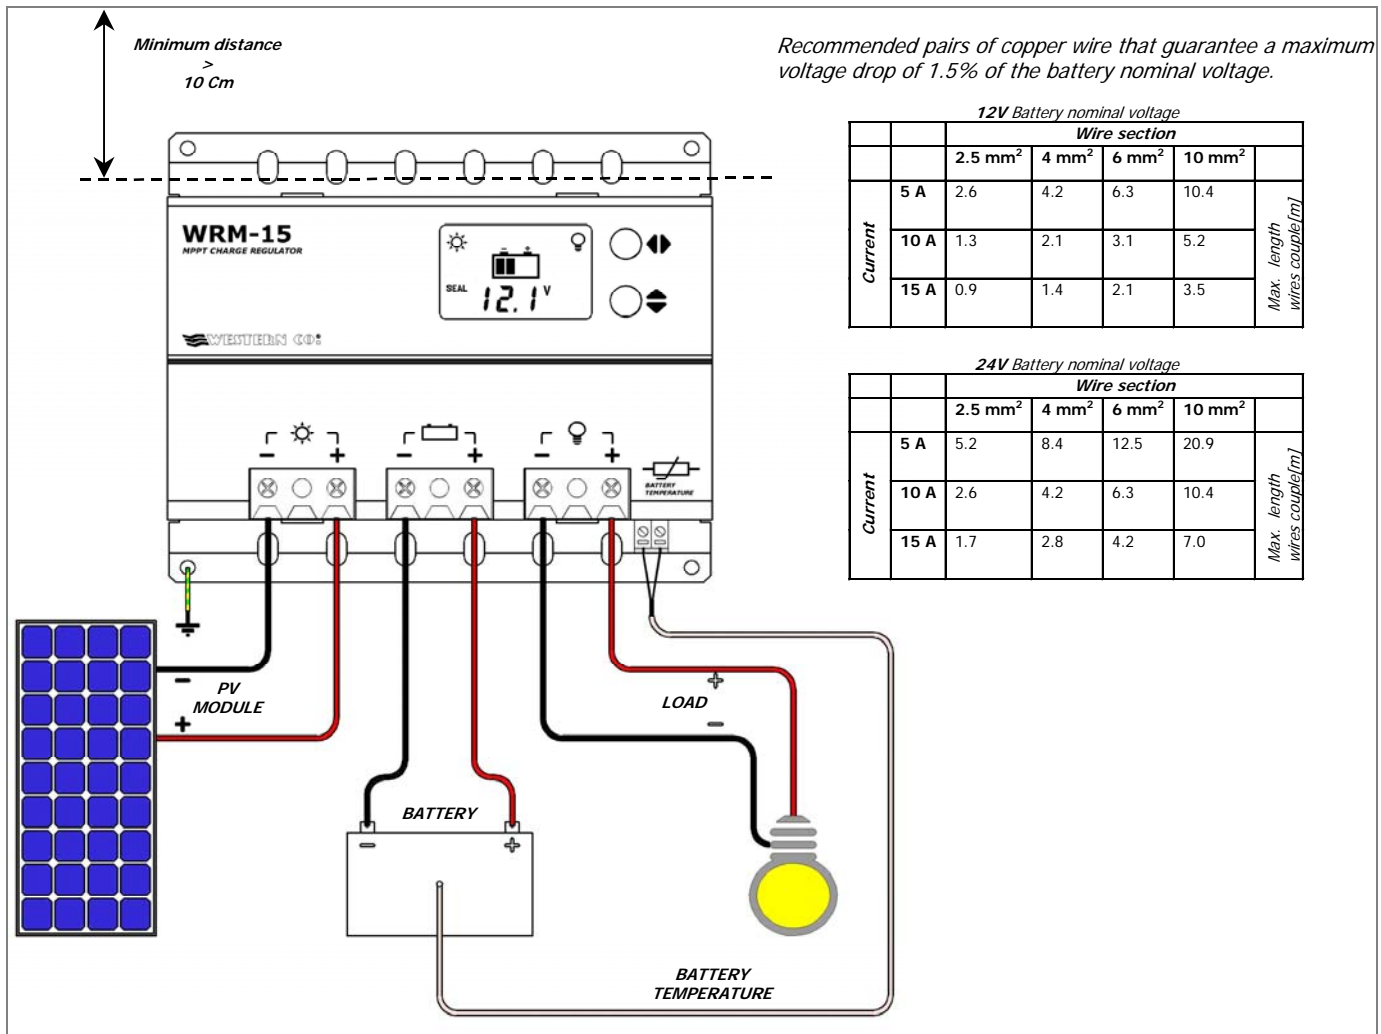 Minimum distance
>
10 Cm
Recommended pairs of copper wire that guarantee a maximum
voltage drop of 1.5% of the battery nominal voltage.
12V Battery nominal voltage
Wire section
2.5 mm² 4 mm² 6 mm² 10 mm²
Current
5 A 2.6 4.2 6.3 10.4
10 A 1.3 2.1 3.1 5.2
15 A 0.9 1.4 2.1 3.5
Max. length
wires couple[m]
24V Battery nominal voltage
Wire section
2.5 mm² 4 mm² 6 mm² 10 mm²
Current
5 A 5.2 8.4 12.5 20.9
10 A 2.6 4.2 6.3 10.4
15 A 1.7 2.8 4.2 7.0
Max. length
wires couple[m]
WRM-15
MPPT CHARGE REGULATOR
- +
SEAL 12.1 V
WESTERN CO:
- + - + - +
BATTERY
TEMPERATURE
-
PV
MODULE
+
LOAD
+
-
BATTERY
- +
BATTERY
TEMPERATURE